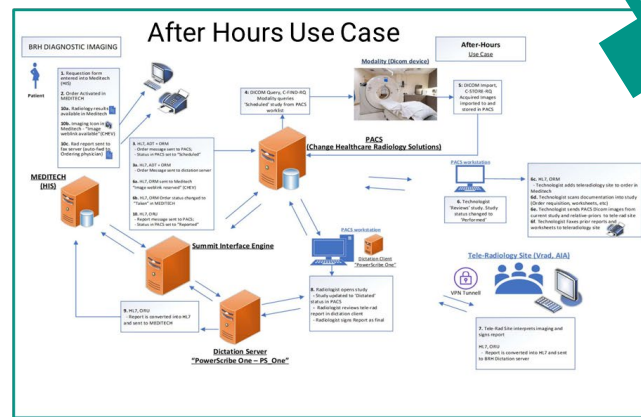 After Hours Use Case
BRH DIAGNOSTIC IMAGING
Patient
1. Requestion form
entered into Meditech
(HIS)
2. Order Activated in
MEDITECH
10a. Radiology results
available in Meditech
10b. Imaging icon in
Meditech - "Image
weblink available" (CHEV)
10c. Rad report sent to
fax server (auto fad to
Ordering physician)
MEDITECH
(HIS)
3. HL7, ADT + ORM
- Order message sent to PACS;
- Status in PACS set to "Scheduled"
3a. HL7, ADT + ORM
- Order Message sent to dictation server
HL7, ORM sent to Meditech
"Image weblink reserved" (CHEV)
6b. HL7, ORM Order status changed to
"Taken" in MEDITECH
10. HL7, ORU
- Report message sent to PACS;
- Status in PACS set to "Reported"
Summit Interface Engine
4: DICOM Query, C-FIND-RQ
Modality queries
'Scheduled' study from PACS
worklist
Modality (Dicom device)
After-Hours
Use Case
5: DICOM Import,
C-STORE-RQ
Acquired images
imported to and
stored in PACS
PACS
(Change Healthcare Radiology Solutions)
PACS workstation
6. Technologist
"Reviews" study. Study
status changed to
"Performed"
6c. HL7, ORM
- Technologist adds teleradiology site to order in
Meditech
6d. Technologist scans documentation into study
(Order requisition, worksheets, etc)
6e. Technologist sends PACS Dicom images from
current study and relative priors to tele rad site
6f. Technologist faxes prior reports and
worksheets to teleradiology site
PACS workstation
Dictation Client
"PowerScribe One"
8. Radiologist opens study
- Study updated to 'Dictated'
status in PACS
- Radiologist reviews tele-rad
report in dictation client
- Radiologist signs Report as final
Tele-Radiology Site (Vrad, AIA)
VPN Tunnell
7. Tele-Rad Site interprets imaging and
signs report
HL7, ORU
- Report is converted into HL7 and sent
to BRH Dictation server
9. HL7, ORU
- Report is converted into HL7
and sent to MEDITECH
Dictation Server
"PowerScribe One – PS_One"